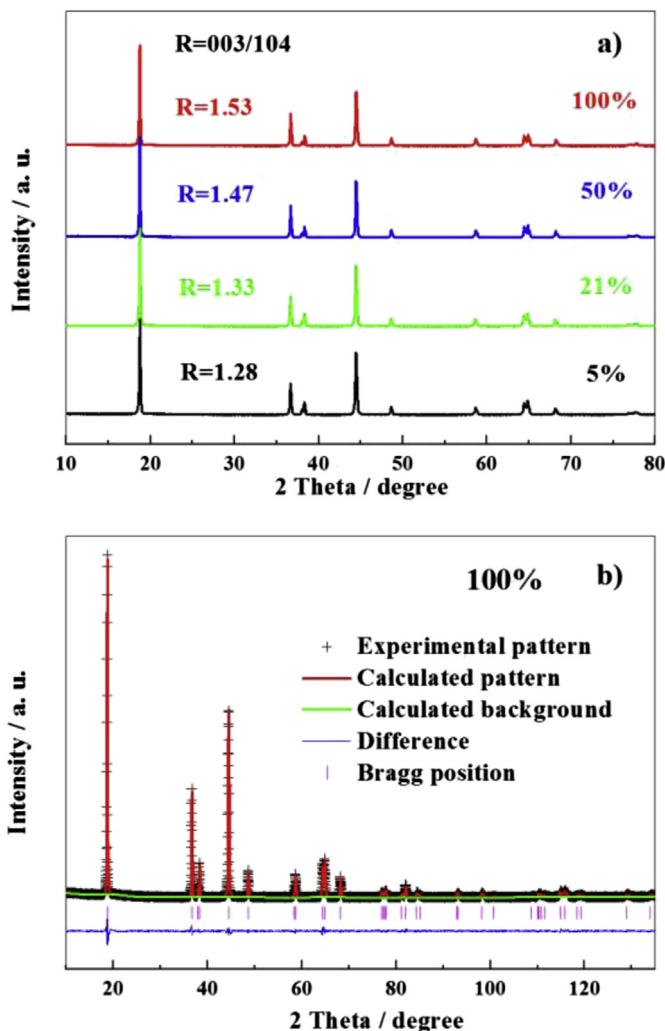 R=003/104
a)
R=1.53
100%
R=1.47
50%
R=1.33
21%
R=1.28
5%
Intensity / a. u.
10 20 30 40 50 60 70 80
2 Theta / degree
100%
b)
Experimental pattern
Calculated pattern
Calculated background
Difference
Bragg position
Intensity / a. u.
20 40 60 80 100 120
2 Theta / degree